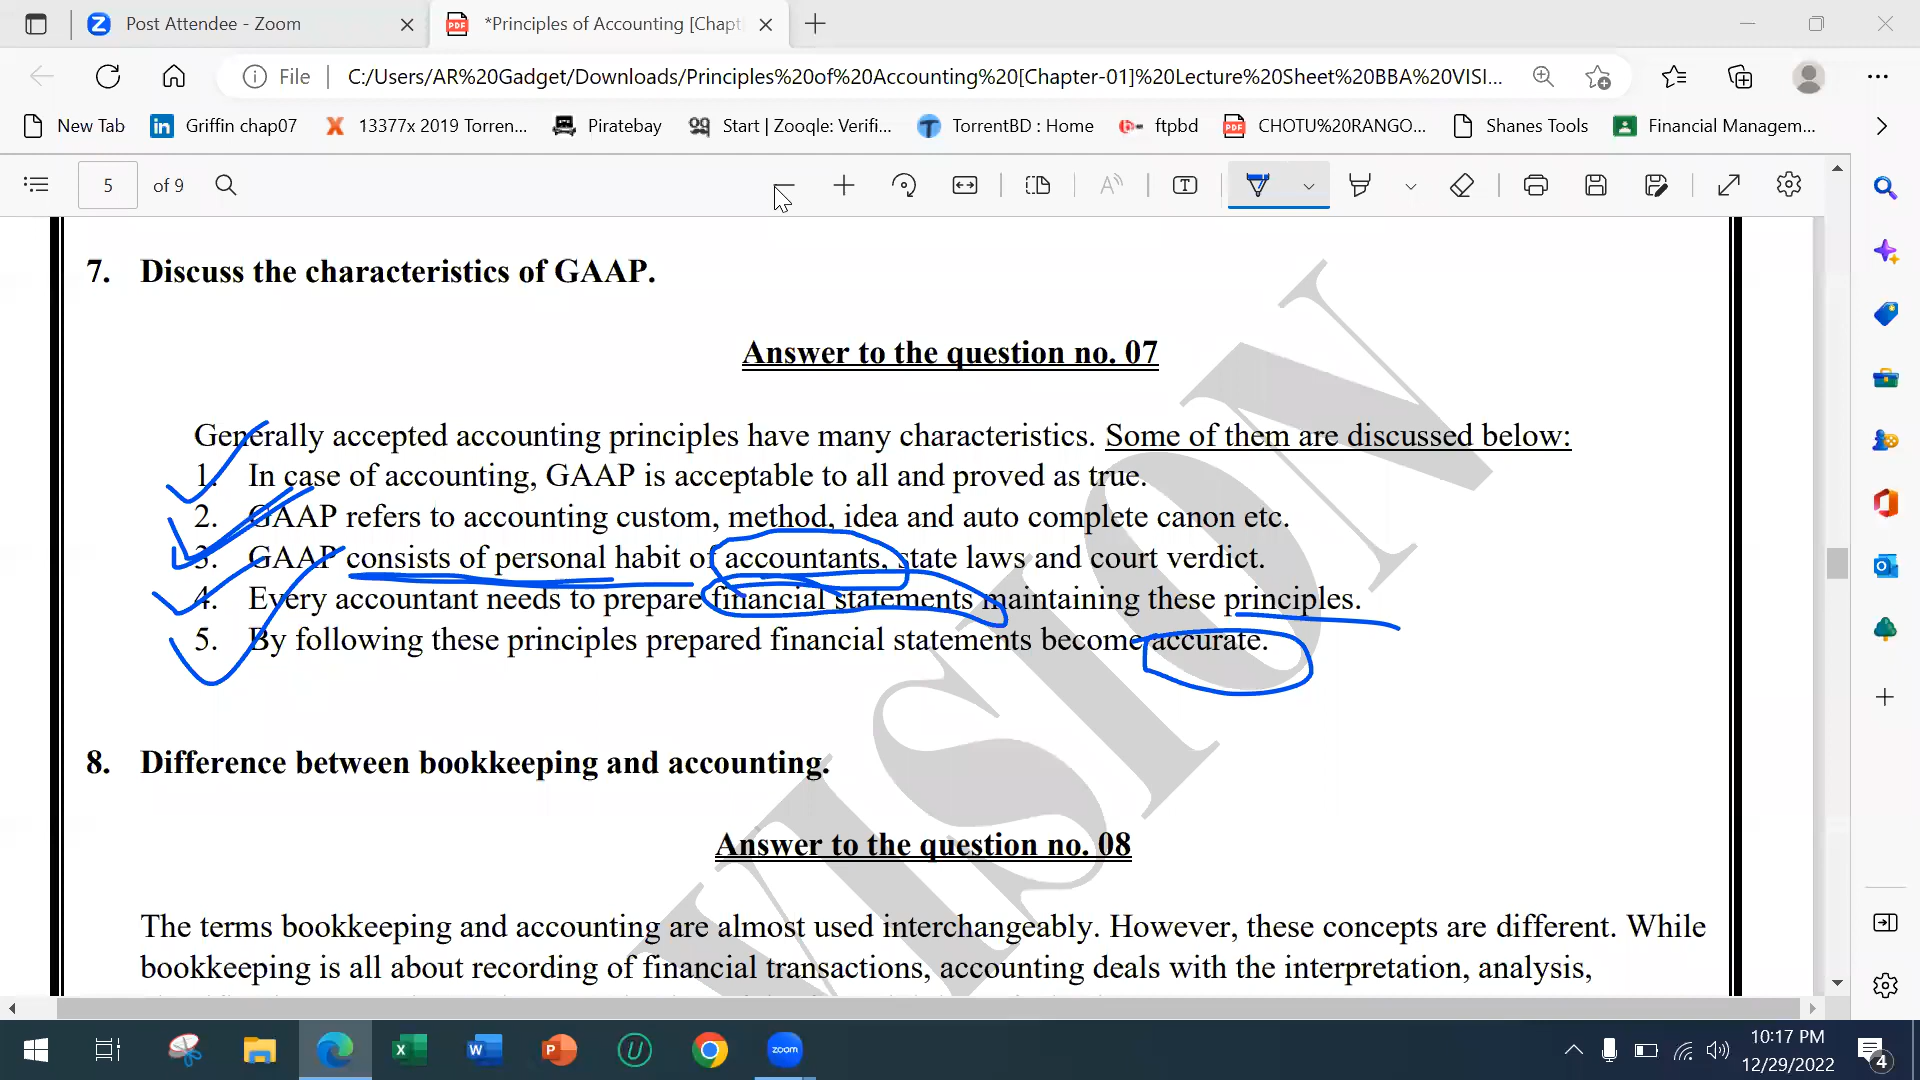 Post Attendee - Zoom
*Principles of Accounting [Chapt
File
C:/Users/AR%20Gadget/Downloads/Principles%20of%20Accounting%20[Chapter-01]%20Lecture%20Sheet%20BBA%20VISI...
New Tab
Griffin chap07
13377x 2019 Torren...
Piratebay
Start | Zooqle: Verifi...
TorrentBD : Home
ftpbd
CHOTU%20RANGO...
Shanes Tools
Financial Managem...
5 of 9
7. Discuss the characteristics of GAAP.
Answer to the question no. 07
Generally accepted accounting principles have many characteristics. Some of them are discussed below:
1. In case of accounting, GAAP is acceptable to all and proved as true.
2. GAAP refers to accounting custom, method, idea and auto complete canon etc.
3. GAAP consists of personal habit of accountants, state laws and court verdict.
4. Every accountant needs to prepare financial statements maintaining these principles.
5. By following these principles prepared financial statements become accurate.
8. Difference between bookkeeping and accounting.
Answer to the question no. 08
The terms bookkeeping and accounting are almost used interchangeably. However, these concepts are different. While
bookkeeping is all about recording of financial transactions, accounting deals with the interpretation, analysis,
VISION
zoom
10:17 PM
12/29/2022
4